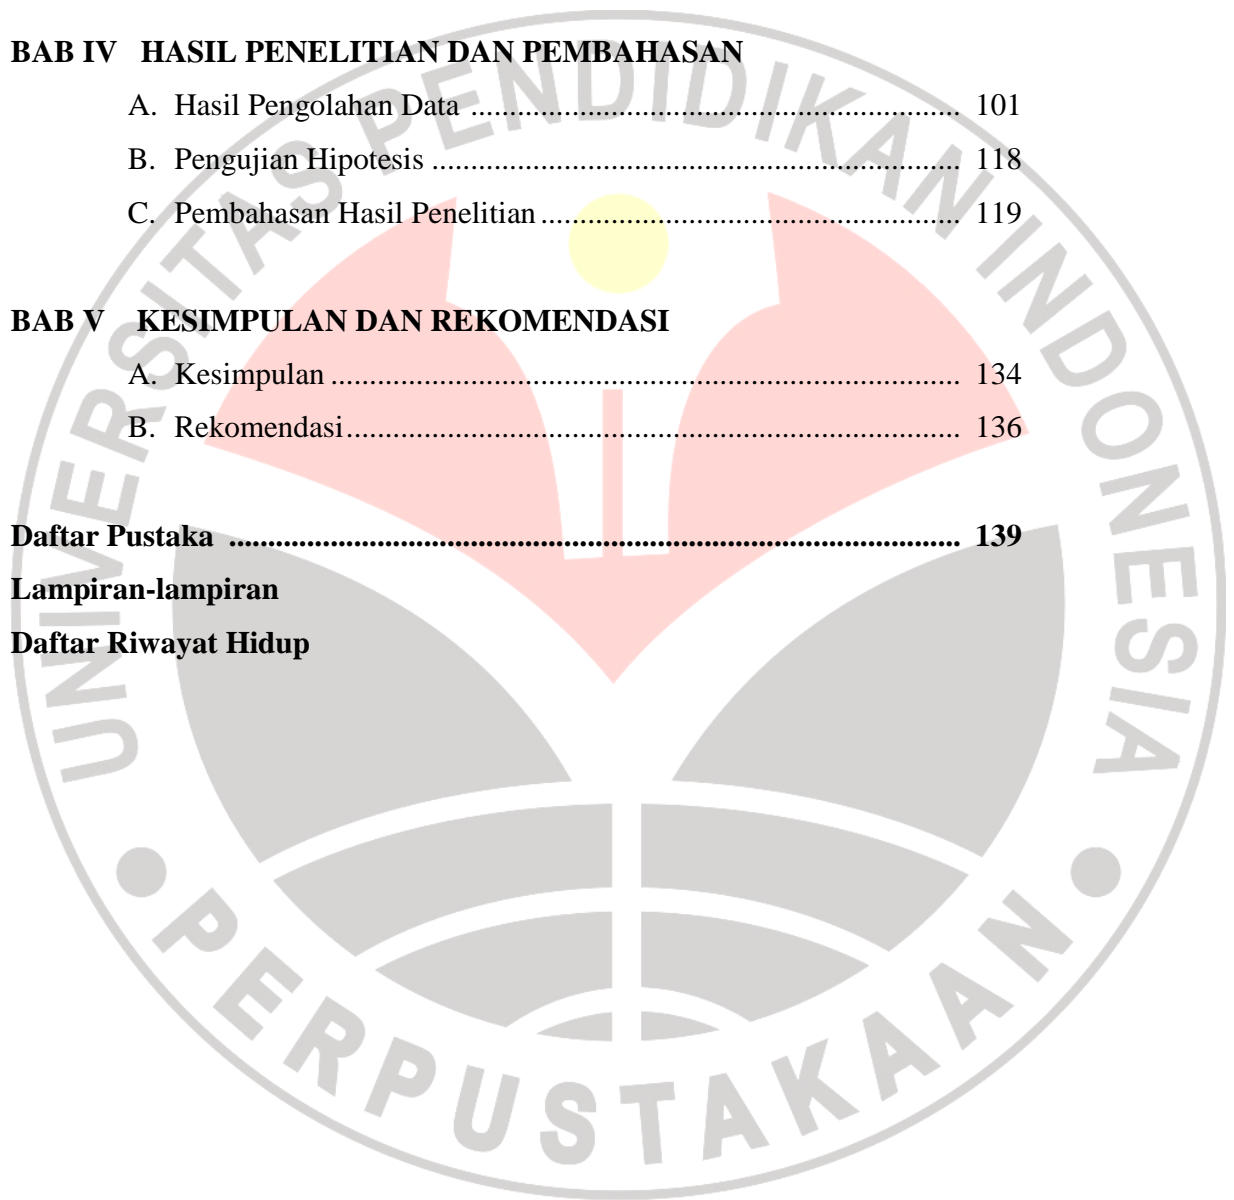 BAB IV HASIL PENELITIAN DAN PEMBAHASAN
A. Hasil Pengolahan Data ................................................................ 101
B. Pengujian Hipotesis ..................................................................... 118
C. Pembahasan Hasil Penelitian ....................................................... 119
BAB V KESIMPULAN DAN REKOMENDASI
A. Kesimpulan .................................................................................. 134
B. Rekomendasi................................................................................ 136
Daftar Pustaka .............................................................................................. 139
Lampiran-lampiran
Daftar Riwayat Hidup
UNIVERSITAS PENDIDIKAN INDONESIA
PERPUSTAKAAN